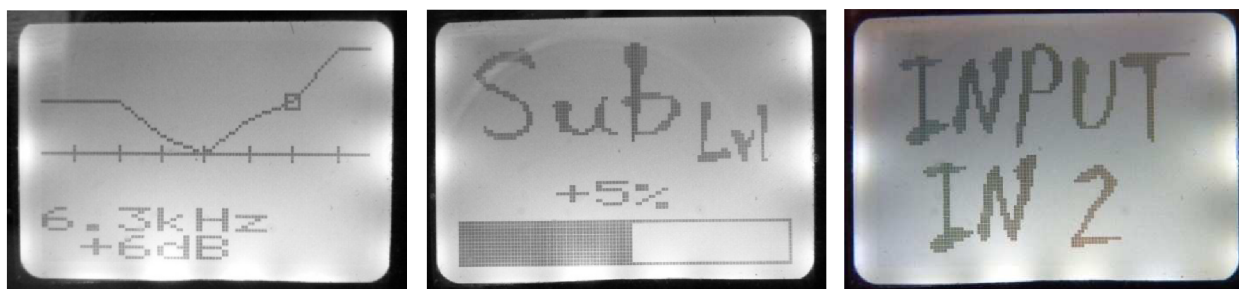 6.3kHz
+6dB
Sub Lvl
+5%
INPUT
IN 2